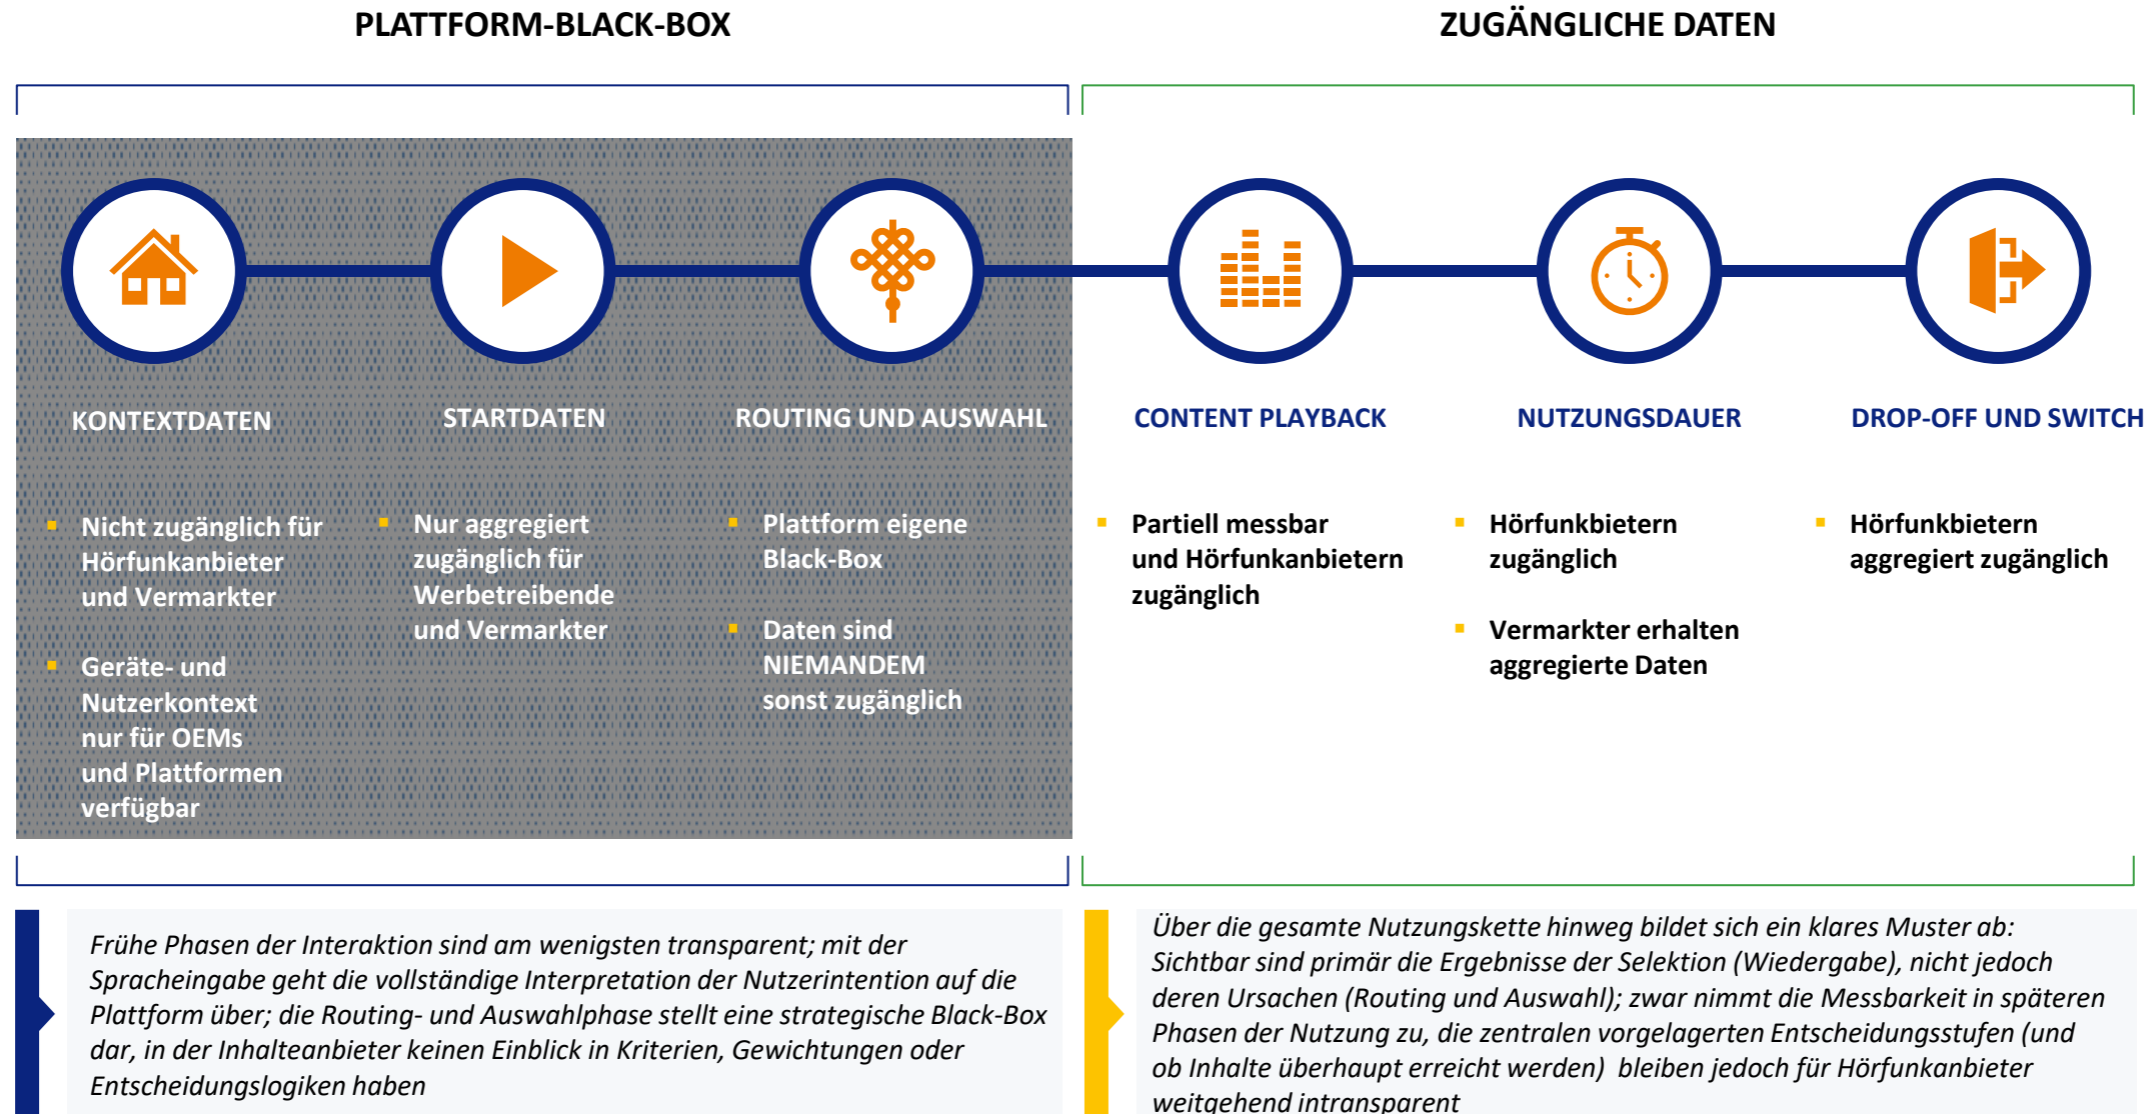 PLATTFORM-BLACK-BOX
ZUGÄNGLICHE DATEN
KONTEXTDATEN
Nicht zugänglich für
Hörfunkanbieter
und Vermarkter
Geräte- und
Nutzerkontext
nur für OEMs
und Plattformen
verfügbar
STARTDATEN
Nur aggregiert
zugänglich für
Werbetreibende
und Vermarkter
ROUTING UND AUSWAHL
Plattform eigene
Black-Box
Daten sind
NIEMANDEM
sonst zugänglich
CONTENT PLAYBACK
Partiell messbar
und Hörfunkanbietern
zugänglich
NUTZUNGSDAUER
Hörfunkbietern
zugänglich
Vermarkter erhalten
aggregierte Daten
DROP-OFF UND SWITCH
Hörfunkbietern
aggregiert zugänglich
Frühe Phasen der Interaktion sind am wenigsten transparent; mit der
Spracheingabe geht die vollständige Interpretation der Nutzerintention auf die
Plattform über; die Routing- und Auswahlphase stellt eine strategische Black-Box
dar, in der Inhalteanbieter keinen Einblick in Kriterien, Gewichtungen oder
Entscheidungslogiken haben
Über die gesamte Nutzungskette hinweg bildet sich ein klares Muster ab:
Sichtbar sind primär die Ergebnisse der Selektion (Wiedergabe), nicht jedoch
deren Ursachen (Routing und Auswahl); zwar nimmt die Messbarkeit in späteren
Phasen der Nutzung zu, die zentralen vorgelagerten Entscheidungsstufen (und
ob Inhalte überhaupt erreicht werden) bleiben jedoch für Hörfunkanbieter
weitgehend intransparent